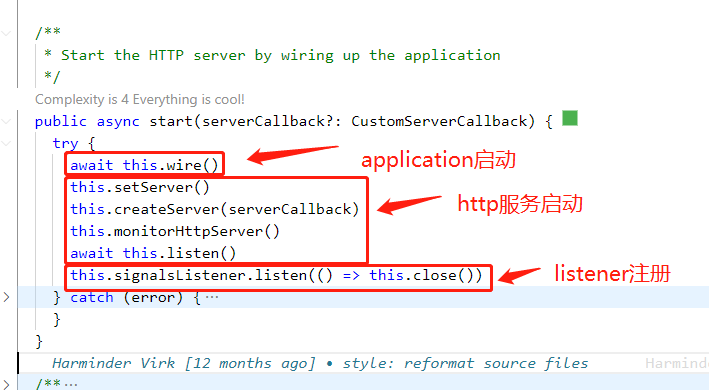 /**
* Start the HTTP server by wiring up the application
*/
Complexity is 4 Everything is cool!
public async start(serverCallback?: CustomServerCallback) {
try {
await this.wire()
application启动
this.setServer()
this.createServer(serverCallback)
http服务启动
this.monitorHttpServer()
await this.listen()
this.signalsListener.listen(() => this.close())
listener注册
} catch (error) { ···
}
}
Harminder Virk [12 months ago] • style: reformat source files
Harmind
/** ···